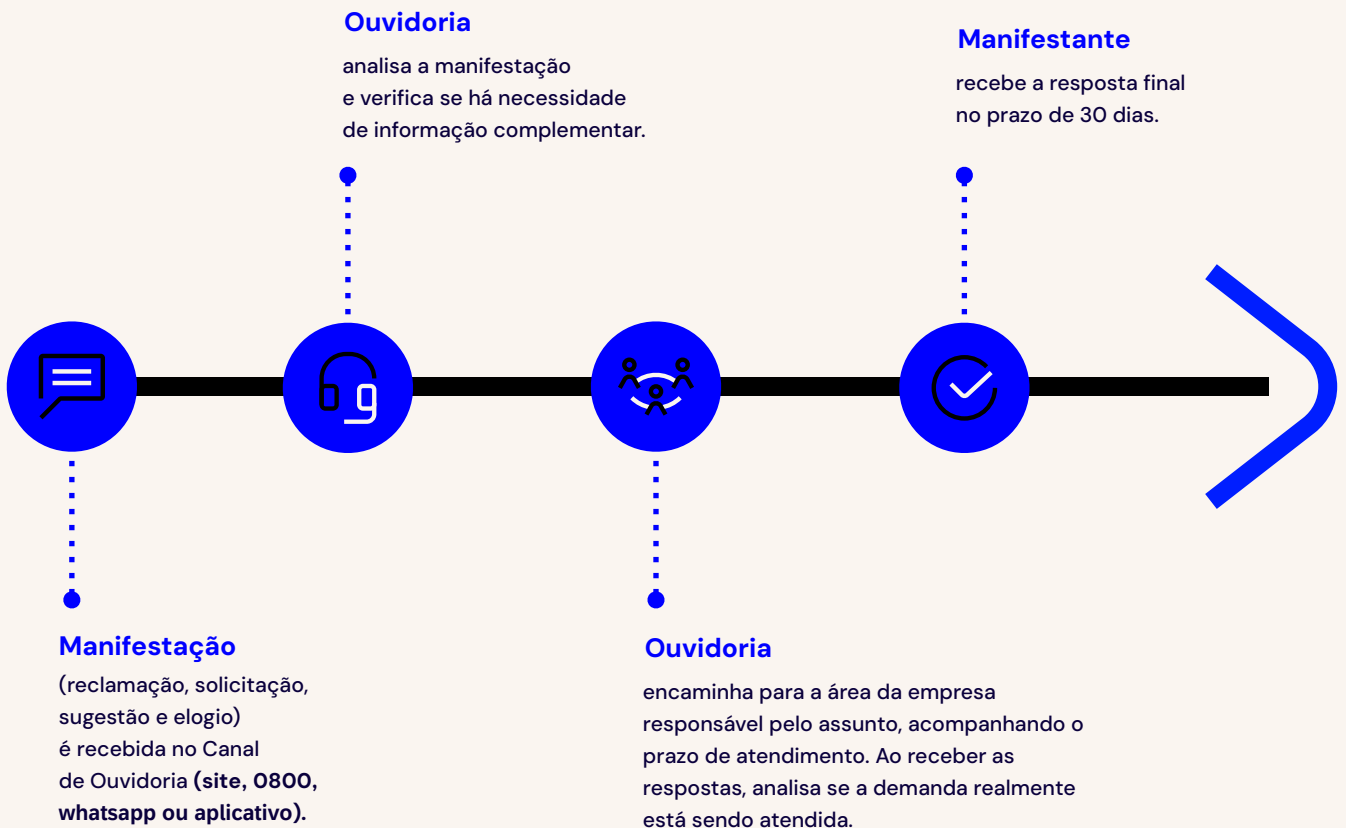 Ouvidoria
analisa a manifestação
e verifica se há necessidade
de informação complementar.
Manifestante
recebe a resposta final
no prazo de 30 dias.
Manifestação
(reclamação, solicitação,
sugestão e elogio)
é recebida no Canal
de Ouvidoria (site, 0800,
whatsapp ou aplicativo).
Ouvidoria
encaminha para a área da empresa
responsável pelo assunto, acompanhando o
prazo de atendimento. Ao receber as
respostas, analisa se a demanda realmente
está sendo atendida.